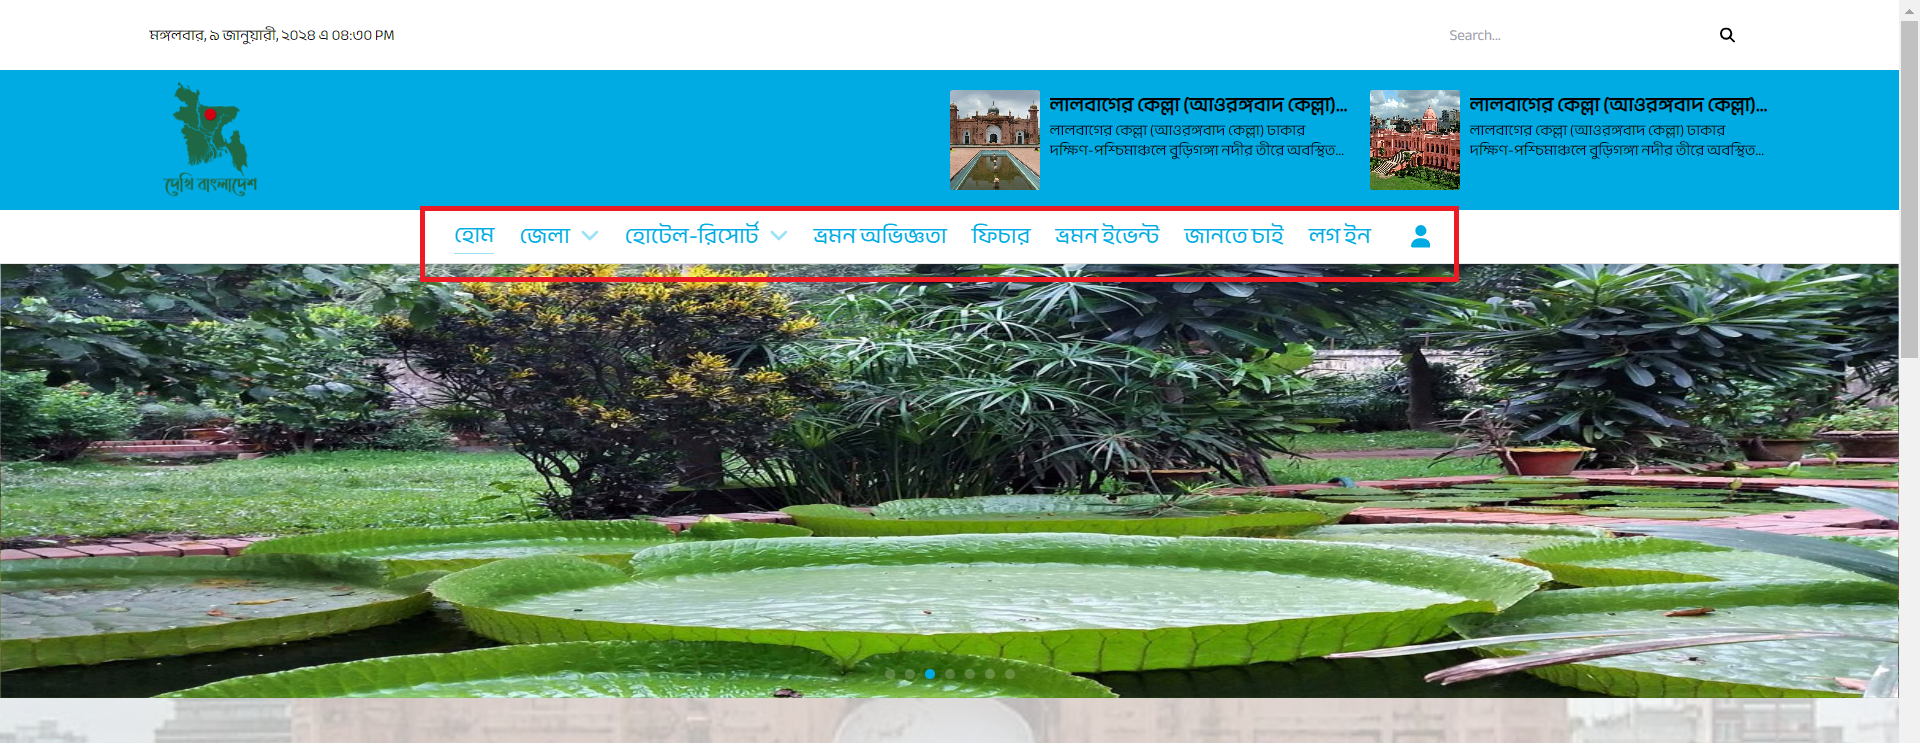 মঙ্গলবার, ৯ জানুয়ারী, ২০২৪ এ ০৪:৩০ PM
Search...
দেখি বাংলাদেশ
লালবাগের কেল্লা (আওরঙ্গবাদ কেল্লা)...
লালবাগের কেল্লা (আওরঙ্গবাদ কেল্লা) ঢাকার
দক্ষিণ-পশ্চিমাঞ্চলে বুড়িগঙ্গা নদীর তীরে অবস্থিত...
লালবাগের কেল্লা (আওরঙ্গবাদ কেল্লা)...
লালবাগের কেল্লা (আওরঙ্গবাদ কেল্লা) ঢাকার
দক্ষিণ-পশ্চিমাঞ্চলে বুড়িগঙ্গা নদীর তীরে অবস্থিত...
হোম জেলা হোটেল-রিসোর্ট ভ্রমন অভিজ্ঞতা ফিচার ভ্রমন ইভেন্ট জানতে চাই লগ ইন